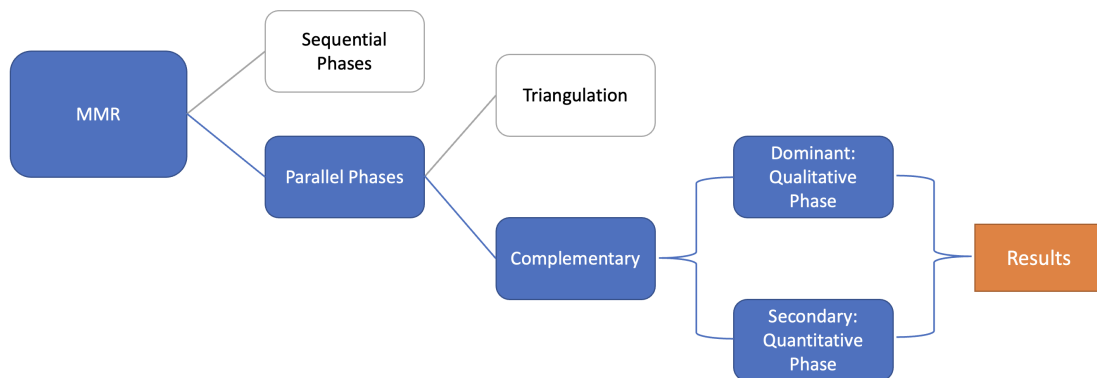 MMR
Sequential
Phases
Parallel Phases
Triangulation
Complementary
Dominant:
Qualitative
Phase
Secondary:
Quantitative
Phase
Results